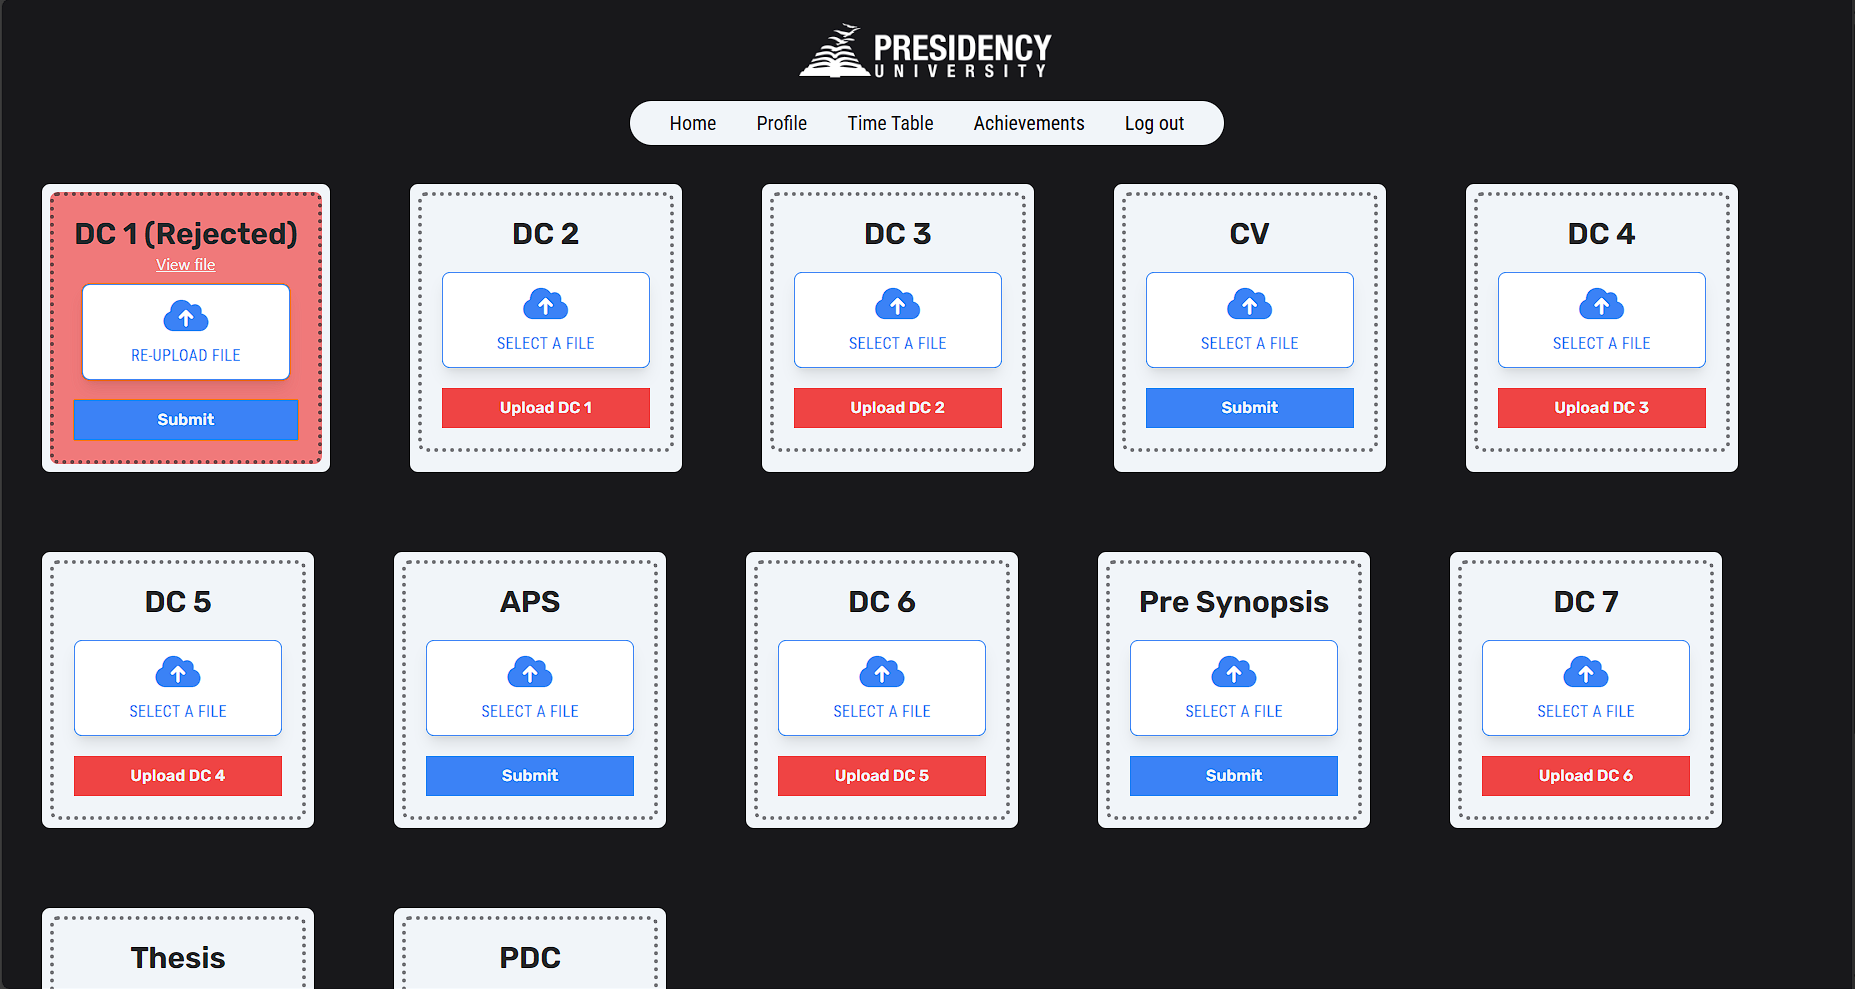 PRESIDENCY
UNIVERSITY
Home Profile Time Table Achievements Log out
DC 1 (Rejected)
View file
RE-UPLOAD FILE
Submit
DC 2
SELECT A FILE
Upload DC 1
DC 3
SELECT A FILE
Upload DC 2
CV
SELECT A FILE
Submit
DC 4
SELECT A FILE
Upload DC 3
DC 5
SELECT A FILE
Upload DC 4
APS
SELECT A FILE
Submit
DC 6
SELECT A FILE
Upload DC 5
Pre Synopsis
SELECT A FILE
Submit
DC 7
SELECT A FILE
Upload DC 6
Thesis
PDC